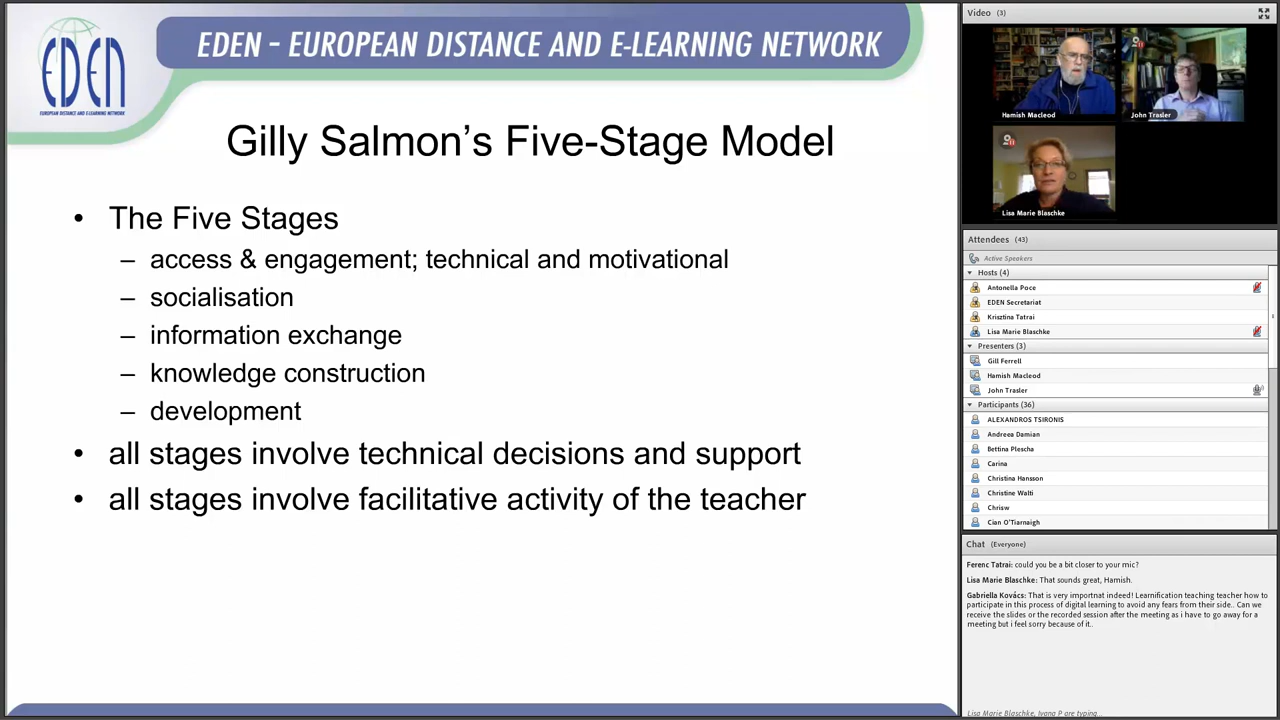 EDEN
EUROPEAN DISTANCE AND E-LEARNING NETWORK
EDEN - EUROPEAN DISTANCE AND E-LEARNING NETWORK
Gilly Salmon's Five-Stage Model
• The Five Stages
– access & engagement; technical and motivational
– socialisation
– information exchange
– knowledge construction
– development
• all stages involve technical decisions and support
• all stages involve facilitative activity of the teacher
Video (3)
Hamish Macleod
John Trasler
Lisa Marie Blaschke
Attendees (43)
Active Speakers
Hosts (4)
Antonella Poce
EDEN Secretariat
Krisztina Tatrai
Lisa Marie Blaschke
Presenters (3)
Gill Ferrell
Hamish Macleod
John Trasler
Participants (36)
ALEXANDROS TSIRONIS
Andreea Damian
Bettina Plescha
Carina
Christina Hansson
Christine Walti
Chrisw
Cian O'Tiarnaigh
Chat (Everyone)
Ferenc Tatrai: could you be a bit closer to your mic?
Lisa Marie Blaschke: That sounds great, Hamish.
Gabriella Kovács: That is very importnat indeed! Learnification teaching teacher how to
participate in this process of digital learning to avoid any fears from their side.. Can we
receive the slides or the recorded session after the meeting as i have to go away for a
meeting but i feel sorry because of it..
Lisa Marie Blaschke, Ivana P are typing...